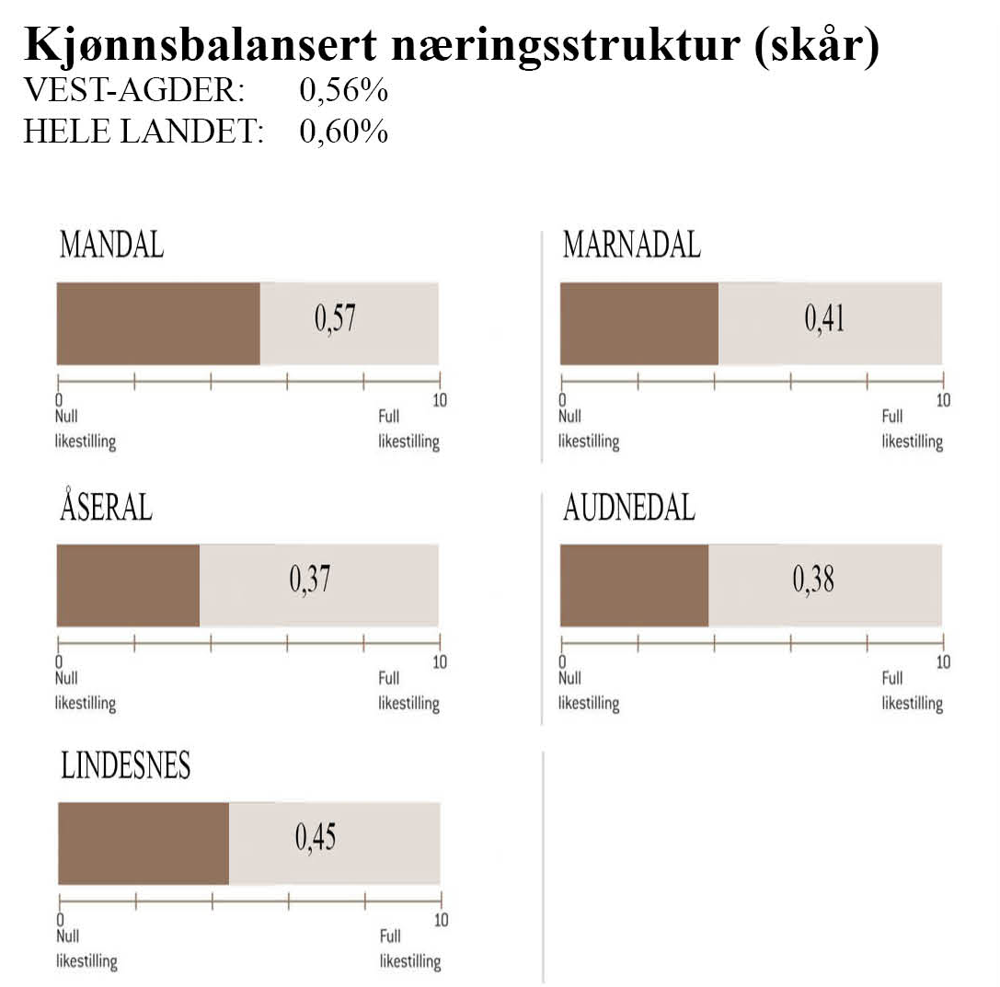 Kjønnsbalansert næringsstruktur (skår)
VEST-AGDER: 0,56%
HELE LANDET: 0,60%
MANDAL
0,57
0 10
Null Full
likestilling likestilling
MARNADAL
0,41
0 10
Null Full
likestilling likestilling
ÅSERAL
0,37
0 10
Null Full
likestilling likestilling
AUDNEDAL
0,38
0 10
Null Full
likestilling likestilling
LINDESNES
0,45
0 10
Null Full
likestilling likestilling